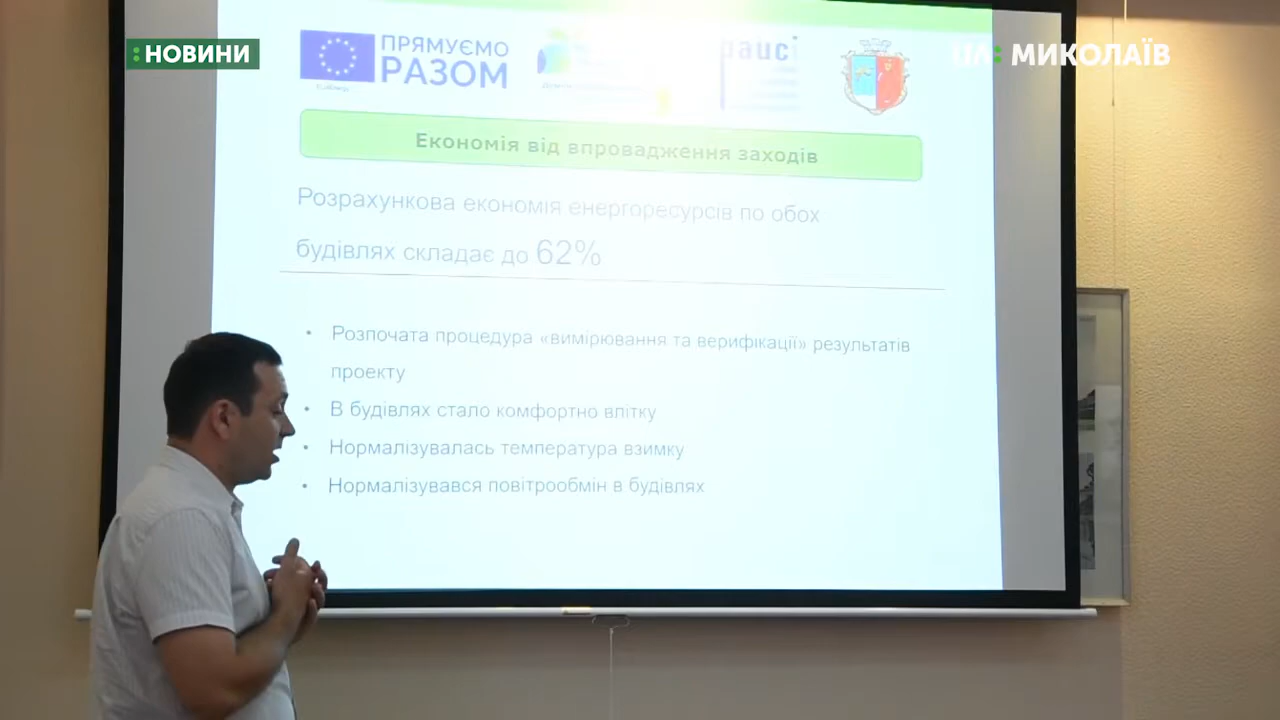 НОВИНИ
UA: МИКОЛАЇВ
ПРЯМУЄМО
РАЗОМ
Економія від впровадження заходів
Розрахункова економія енергоресурсів по обох
будівлях складає до 62%
• Розпочата процедура «вимірювання та верифікації» результатів
проекту
• В будівлях стало комфортно влітку
• Нормалізувалась температура взимку
• Нормалізувався повітрообмін в будівлях